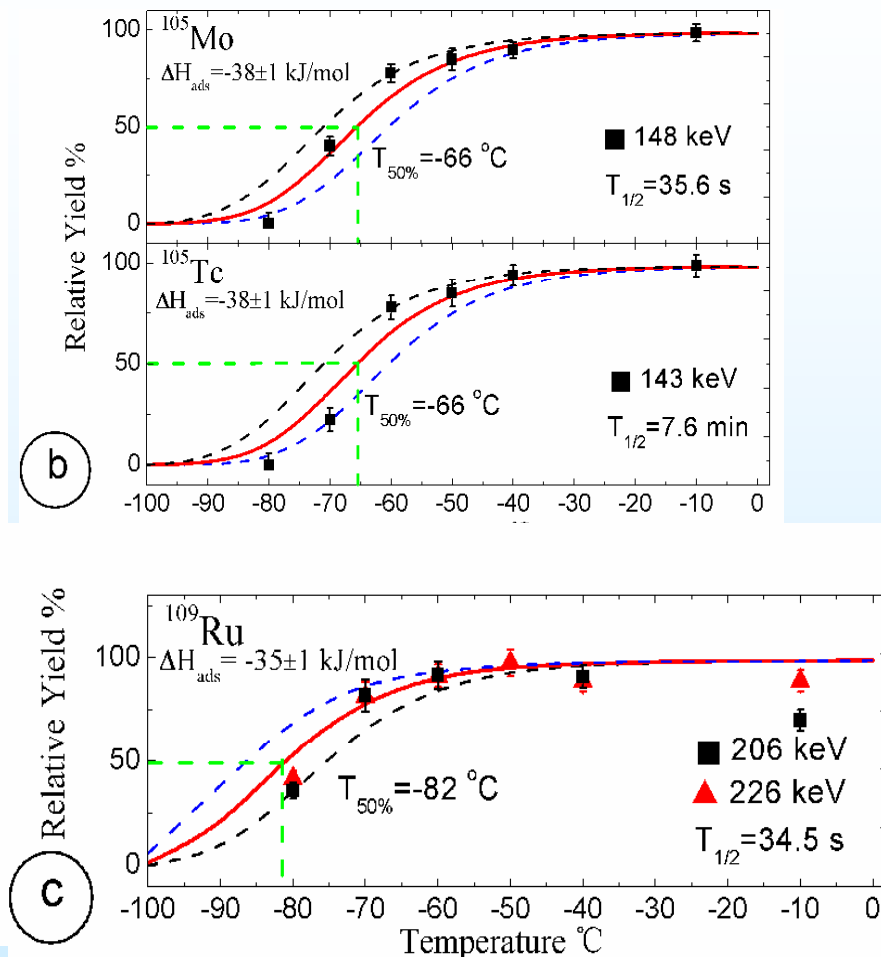 100
50
0
105Mo
ΔHads=-38±1 kJ/mol
T50%=-66 °C
148 keV
T1/2=35.6 s
100
50
0
105Tc
ΔHads=-38±1 kJ/mol
T50%=-66 °C
143 keV
T1/2=7.6 min
Relative Yield %
b
-100 -90 -80 -70 -60 -50 -40 -30 -20 -10 0
100
50
0
109Ru
ΔHads= -35±1 kJ/mol
T50%=-82 °C
206 keV
226 keV
T1/2=34.5 s
Relative Yield %
c
-100 -90 -80 -70 -60 -50 -40 -30 -20 -10 0
Temperature ℃